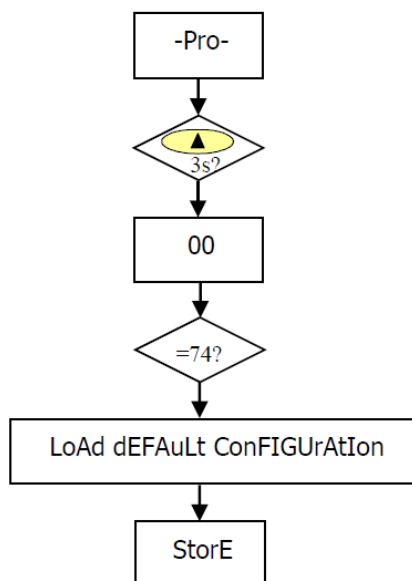 -Pro-
▲
3s?
00
=74?
LoAd dEFAuLt ConFIGUrAtIon
StorE